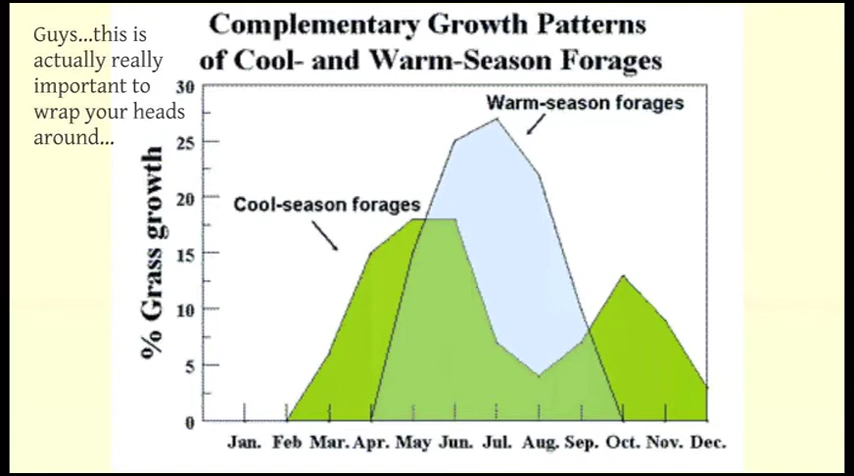 Guys...this is
actually really
important to
wrap your heads
around...
Complementary Growth Patterns
of Cool- and Warm-Season Forages
% Grass growth
30
25
20
15
10
5
0
Warm-season forages
Cool-season forages
Jan. Feb Mar. Apr. May Jun. Jul. Aug. Sep. Oct. Nov. Dec.